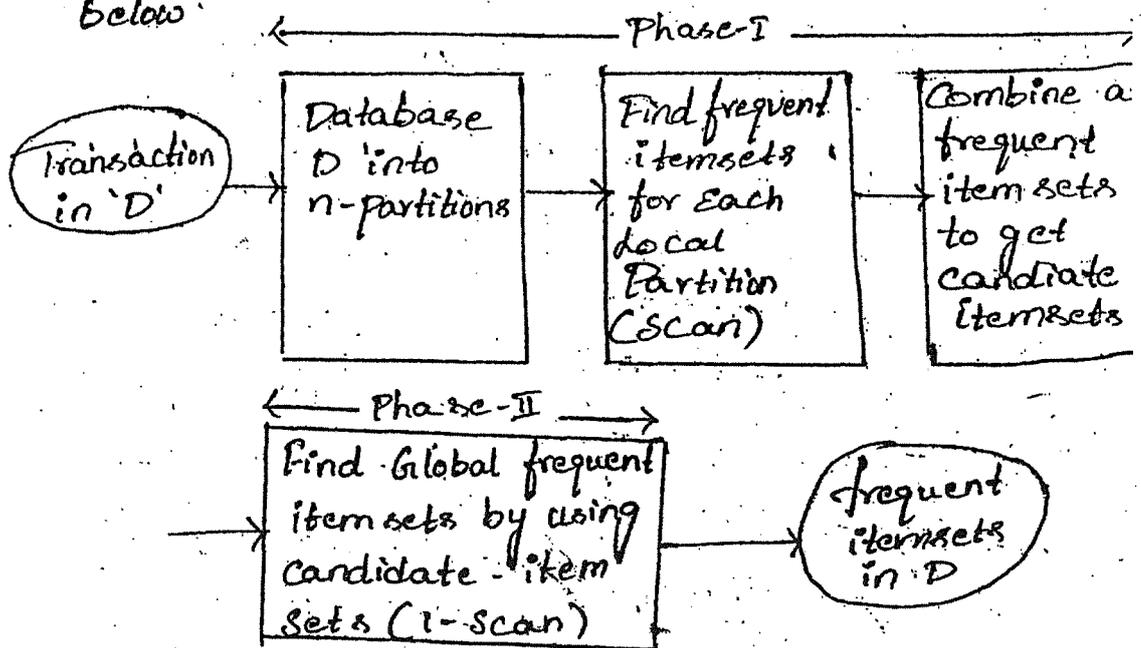 below.
Phase-I
Transaction
in 'D'
Database
D into
n-partitions
Find frequent
itemsets
for Each
Local
Partition
(Scan)
Combine a
frequent
item sets
to get
candiate
Itemsets
Phase-II
Find Global frequent
item sets by using
candidate - item
sets (1-scan)
frequent
itemsets
in D